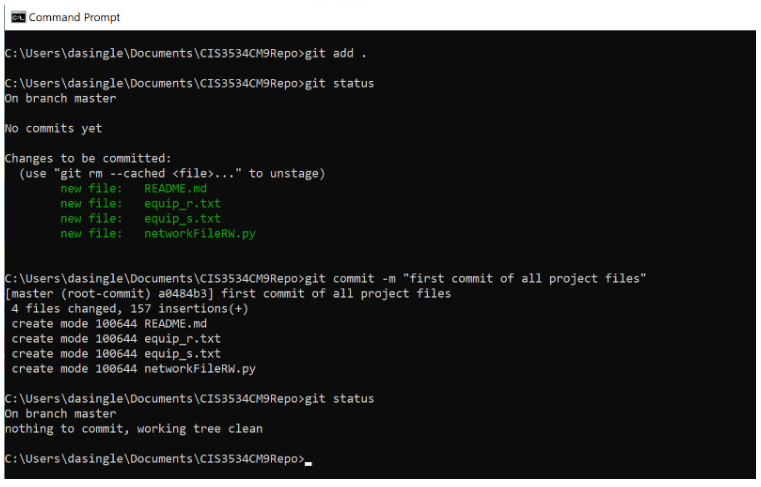 Command Prompt
C:\Users\dasingle\Documents\CIS3534CM9Repo>git add .
C:\Users\dasingle\Documents\CIS3534CM9Repo>git status
On branch master
No commits yet
Changes to be committed:
(use "git rm --cached <file>..." to unstage)
new file: README.md
new file: equip_r.txt
new file: equip_s.txt
new file: networkFileRW.py
C:\Users\dasingle\Documents\CIS3534CM9Repo>git commit -m "first commit of all project files"
[master (root-commit) a0484b3] first commit of all project files
4 files changed, 157 insertions(+)
create mode 100644 README.md
create mode 100644 equip_r.txt
create mode 100644 equip_s.txt
create mode 100644 networkFileRW.py
C:\Users\dasingle\Documents\CIS3534CM9Repo>git status
On branch master
nothing to commit, working tree clean
C:\Users\dasingle\Documents\CIS3534CM9Repo>